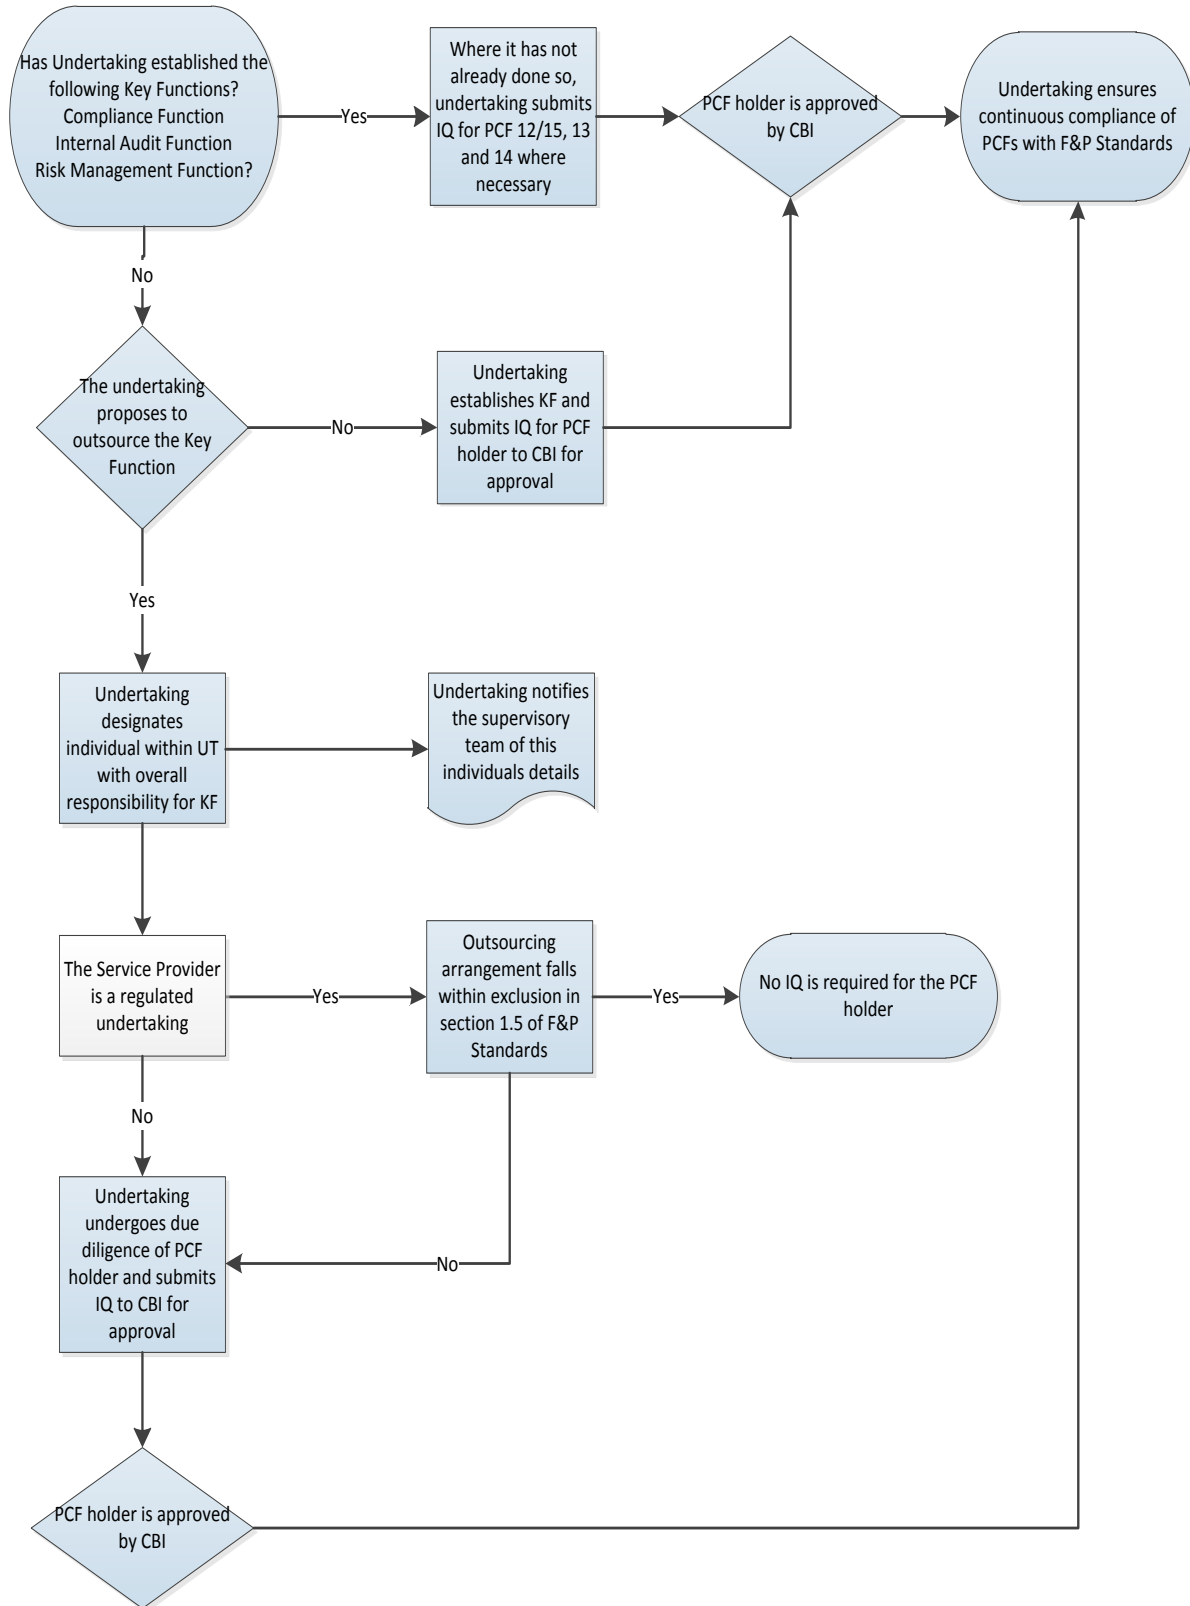 Has Undertaking established the
following Key Functions?
Compliance Function
Internal Audit Function
Risk Management Function?
Yes
Where it has not
already done so,
undertaking submits
IQ for PCF 12/15, 13
and 14 where
necessary
PCF holder is approved
by CBI
Undertaking ensures
continuous compliance of
PCFs with F&P Standards
No
The undertaking
proposes to
outsource the Key
Function
No
Undertaking
establishes KF and
submits IQ for PCF
holder to CBI for
approval
Yes
Undertaking
designates
individual within UT
with overall
responsibility for KF
Undertaking notifies
the supervisory
team of this
individuals details
The Service Provider
is a regulated
undertaking
Yes
Outsourcing
arrangement falls
within exclusion in
section 1.5 of F&P
Standards
Yes
No IQ is required for the PCF
holder
No
Undertaking
undergoes due
diligence of PCF
holder and submits
IQ to CBI for
approval
No
PCF holder is approved
by CBI